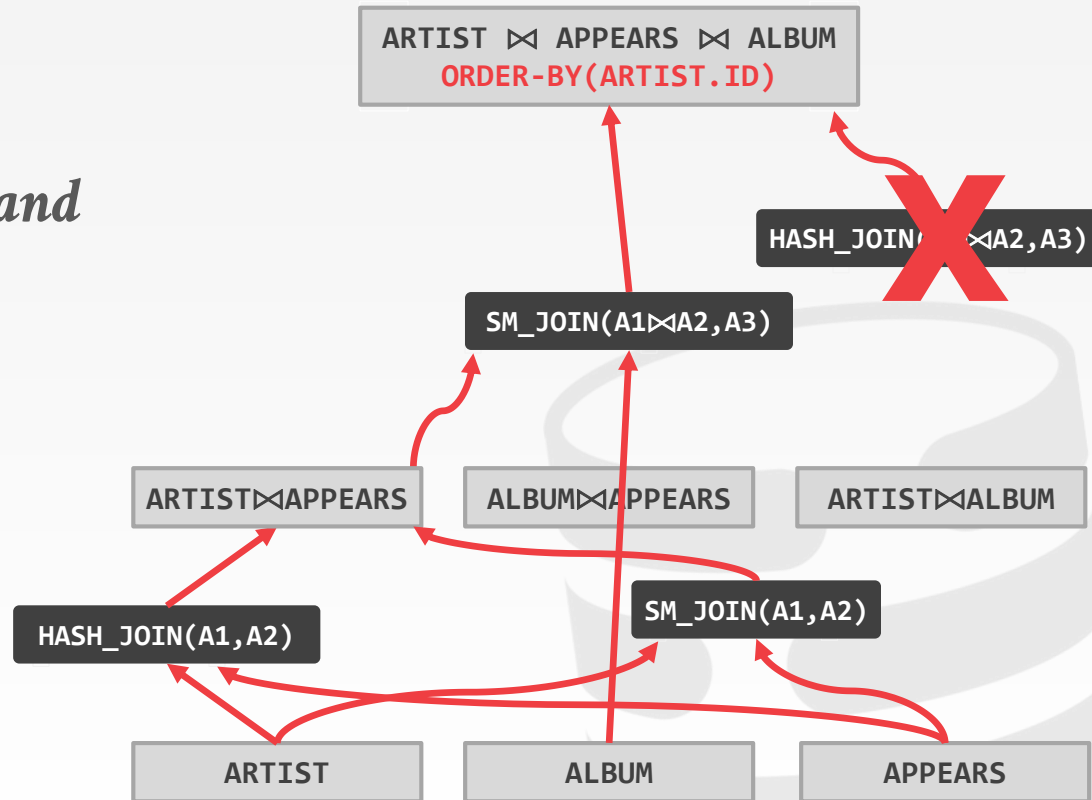 ARTIST ⋈ APPEARS ⋈ ALBUM
ORDER-BY(ARTIST.ID)
and
HASH_JOIN( ⋈A2,A3)
SM_JOIN(A1⋈A2,A3)
ARTIST⋈APPEARS
ALBUM⋈APPEARS
ARTIST⋈ALBUM
SM_JOIN(A1,A2)
HASH_JOIN(A1,A2)
ARTIST
ALBUM
APPEARS